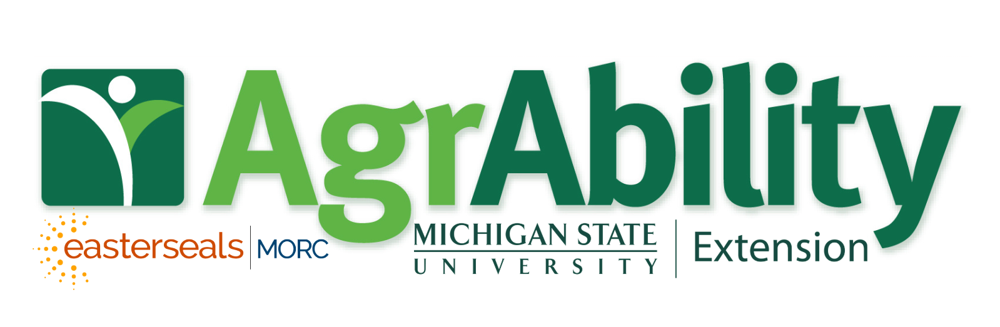 AgrAbility
easterseals MORC
MICHIGAN STATE
UNIVERSITY
Extension